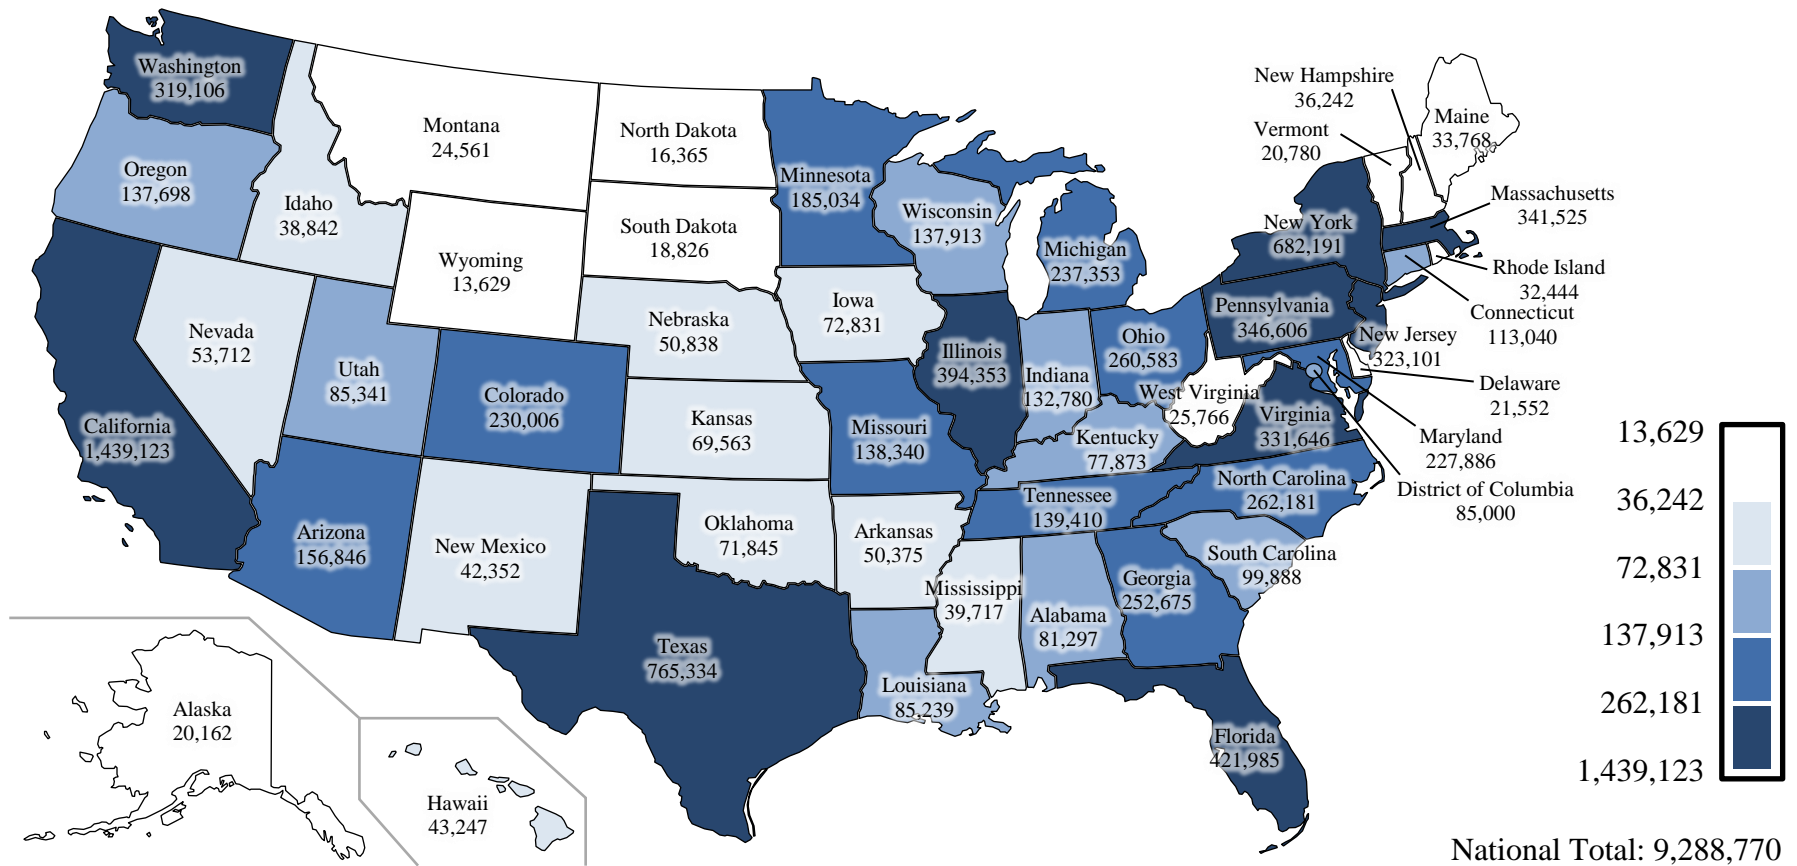 Washington
319,106
Oregon
137,698
California
1,439,123
Idaho
38,842
Nevada
53,712
Montana
24,561
Wyoming
13,629
Utah
85,341
Arizona
156,846
Colorado
230,006
New Mexico
42,352
North Dakota
16,365
South Dakota
18,826
Nebraska
50,838
Kansas
69,563
Oklahoma
71,845
Texas
765,334
Minnesota
185,034
Iowa
72,831
Missouri
138,340
Arkansas
50,375
Louisiana
85,239
Wisconsin
137,913
Illinois
394,353
Michigan
237,353
Indiana
132,780
Ohio
260,583
Kentucky
77,873
Tennessee
139,410
Mississippi
39,717
Alabama
81,297
Georgia
252,675
Florida
421,985
South Carolina
99,888
North Carolina
262,181
Virginia
331,646
West Virginia
25,766
Pennsylvania
346,606
New York
682,191
New Hampshire
36,242
Vermont
20,780
Maine
33,768
Massachusetts
341,525
Rhode Island
32,444
Connecticut
113,040
New Jersey
323,101
Delaware
21,552
Maryland
227,886
District of Columbia
85,000
Alaska
20,162
Hawaii
43,247
13,629
36,242
72,831
137,913
262,181
1,439,123
National Total: 9,288,770